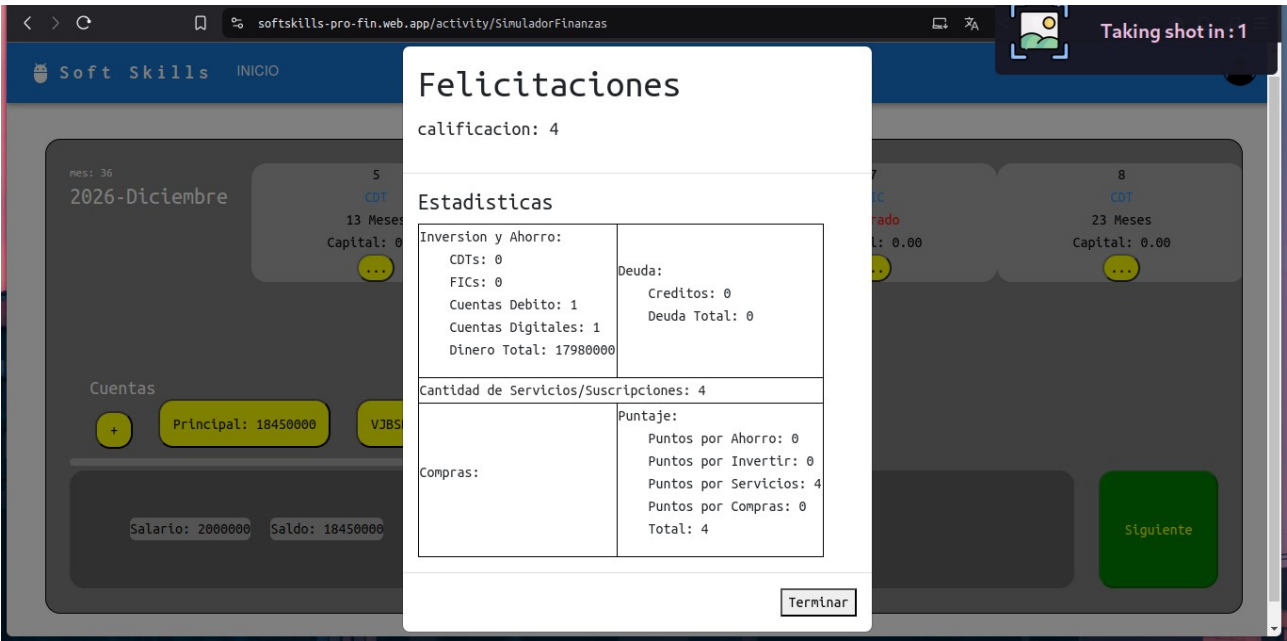 softskills-pro-fin.web.app/activity/SimuladorFinanzas
Taking shot in : 1
Soft Skills INICIO
Felicitaciones
calificacion: 4
mes: 36
2026-Diciembre
5
CDT
13 Meses
Capital: 0
...
7
: 0.00
8
CDT
23 Meses
Capital: 0.00
...
Estadisticas
Inversion y Ahorro:
CDTs: 0
FICs: 0
Cuentas Debito: 1
Cuentas Digitales: 1
Dinero Total: 17980000
Deuda:
Creditos: 0
Deuda Total: 0
Cantidad de Servicios/Suscripciones: 4
Compras:
Puntaje:
Puntos por Ahorro: 0
Puntos por Invertir: 0
Puntos por Servicios: 4
Puntos por Compras: 0
Total: 4
Cuentas
+
Principal: 18450000
Salario: 2000000 Saldo: 18450000
Siguiente
Terminar